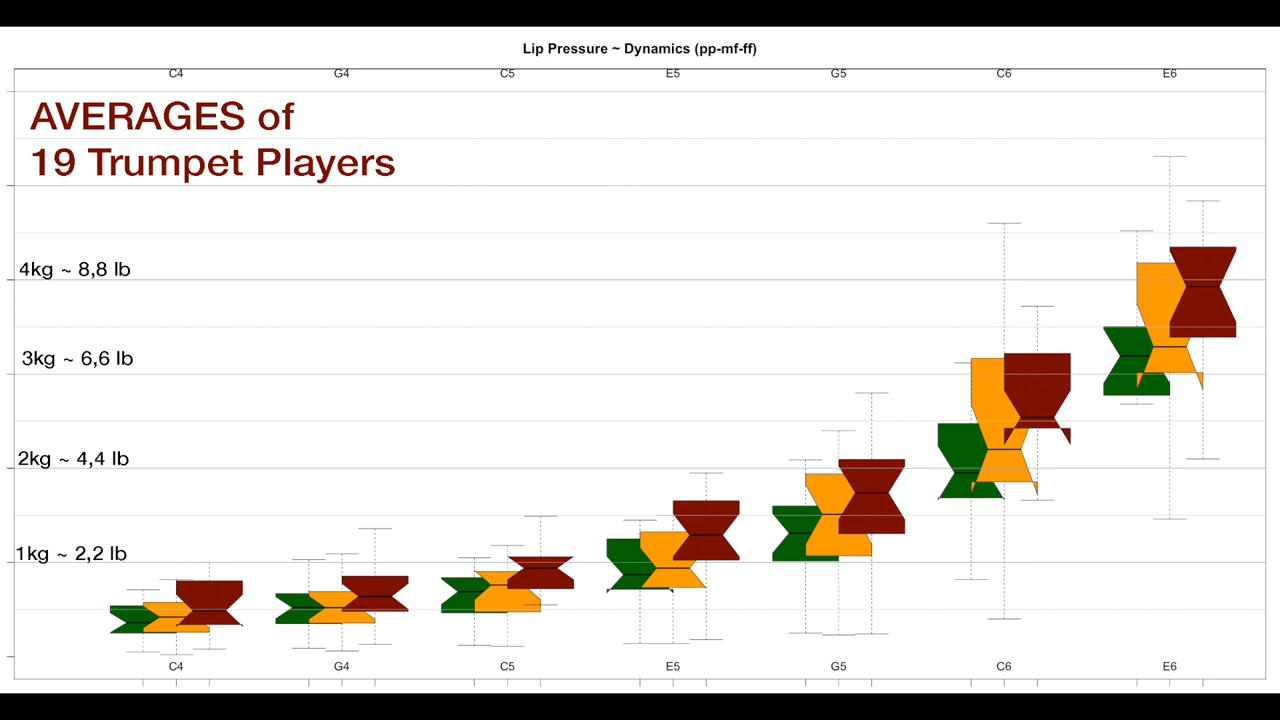 Lip Pressure ~ Dynamics (pp-mf-ff)
C4 G4 C5 E5 G5 C6 E6
AVERAGES of
19 Trumpet Players
4kg ~ 8,8 lb
3kg ~ 6,6 lb
2kg ~ 4,4 lb
1kg ~ 2,2 lb
C4 G4 C5 E5 G5 C6 E6